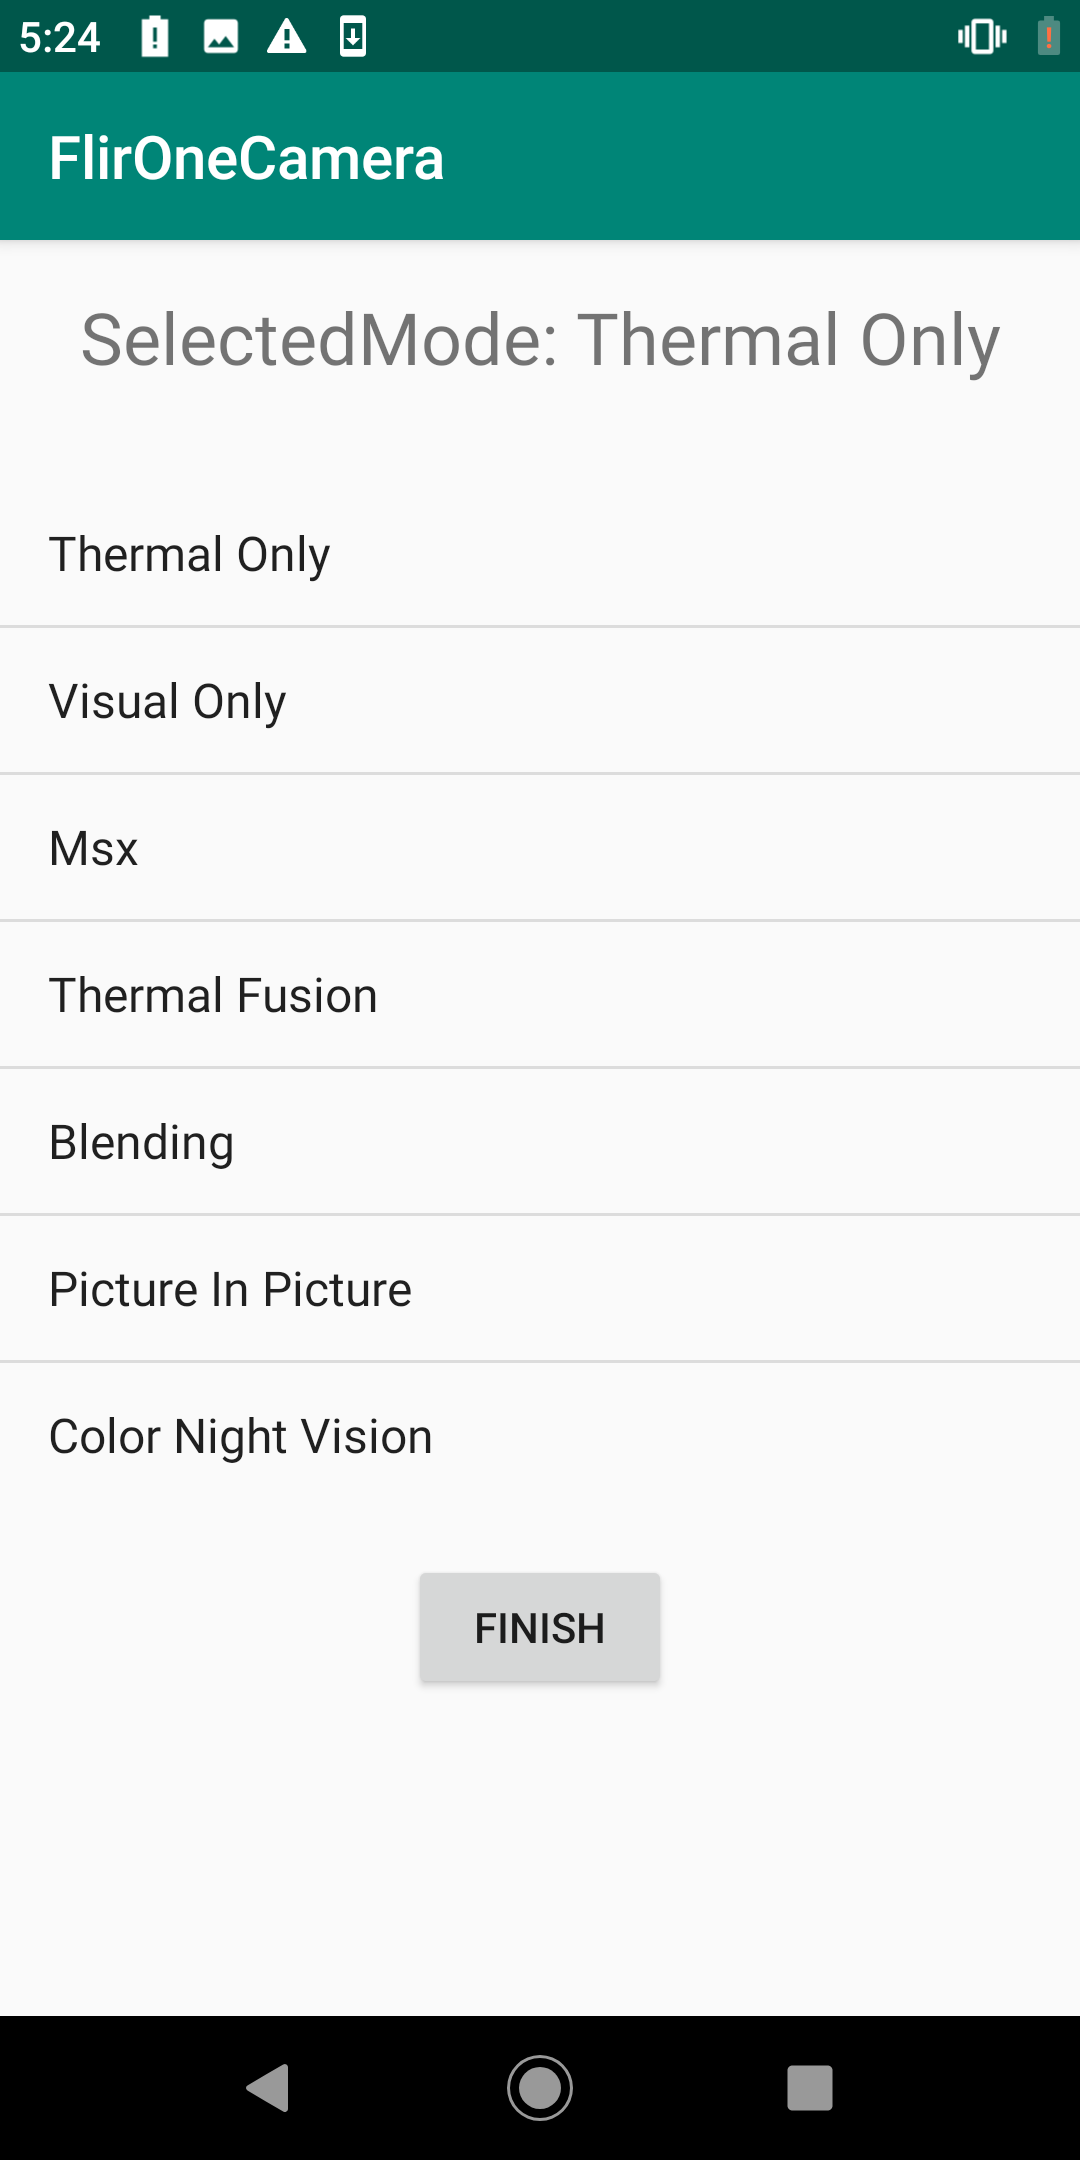 5:24
FlirOneCamera
SelectedMode: Thermal Only
Thermal Only
Visual Only
Msx
Thermal Fusion
Blending
Picture In Picture
Color Night Vision
FINISH